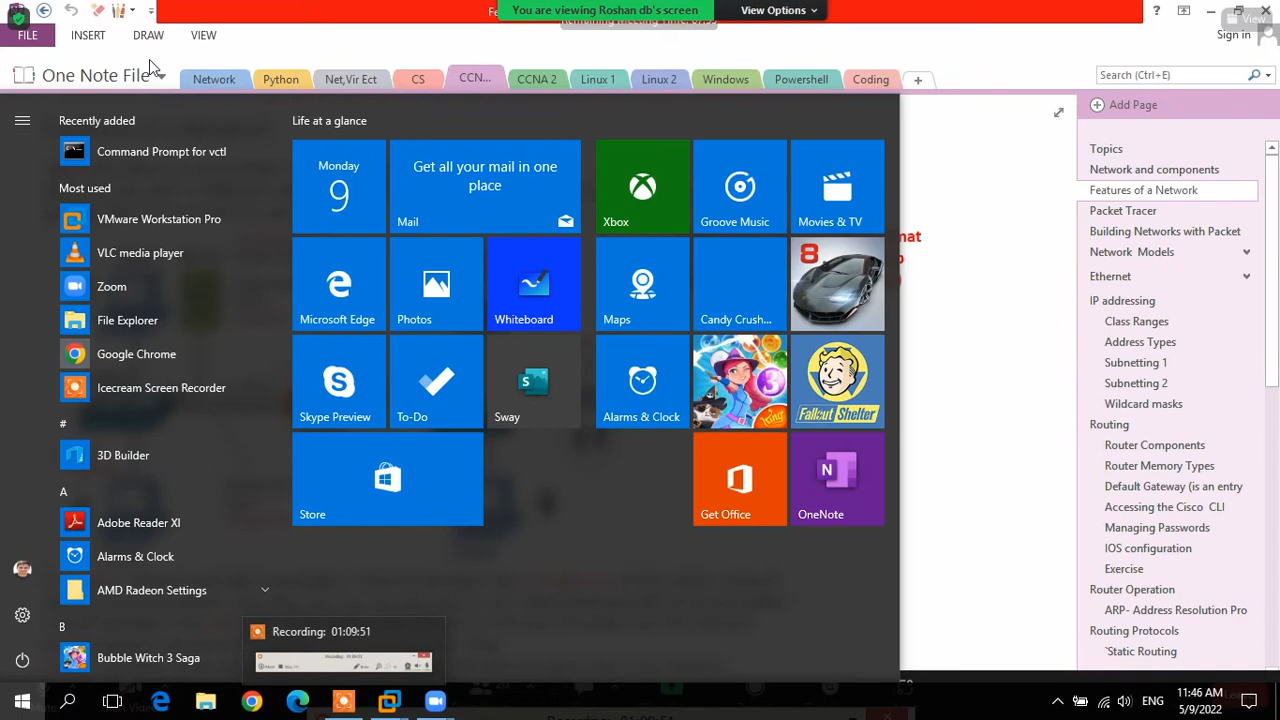 You are viewing Roshan db's screen
View Options
View
FILE
INSERT
DRAW
VIEW
Sign in
One Note File
Network
Python
Net,Vir Ect
CS
CCN...
CCNA 2
Linux 1
Linux 2
Windows
Powershell
Coding
Search (Ctrl+E)
Recently added
Command Prompt for vctl
Most used
VMware Workstation Pro
VLC media player
Zoom
File Explorer
Google Chrome
Icecream Screen Recorder
#
3D Builder
A
Adobe Reader XI
Alarms & Clock
AMD Radeon Settings
B
Bubble Witch 3 Saga
Recording: 01:09:51
Life at a glance
Monday
9
Get all your mail in one
place
Mail
Xbox
Groove Music
Movies & TV
Microsoft Edge
Photos
Whiteboard
Maps
Candy Crush...
8
Skype Preview
To-Do
Sway
Alarms & Clock
3
King
Fallout Shelter
Store
Get Office
OneNote
Add Page
Topics
Network and components
Features of a Network
Packet Tracer
Building Networks with Packet
Network Models
Ethernet
IP addressing
Class Ranges
Address Types
Subnetting 1
Subnetting 2
Wildcard masks
Routing
Router Components
Router Memory Types
Default Gateway (is an entry
Accessing the Cisco CLI
Managing Passwords
IOS configuration
Exercise
Router Operation
ARP- Address Resolution Pro
Routing Protocols
`Static Routing
ENG
11:46 AM
5/9/2022